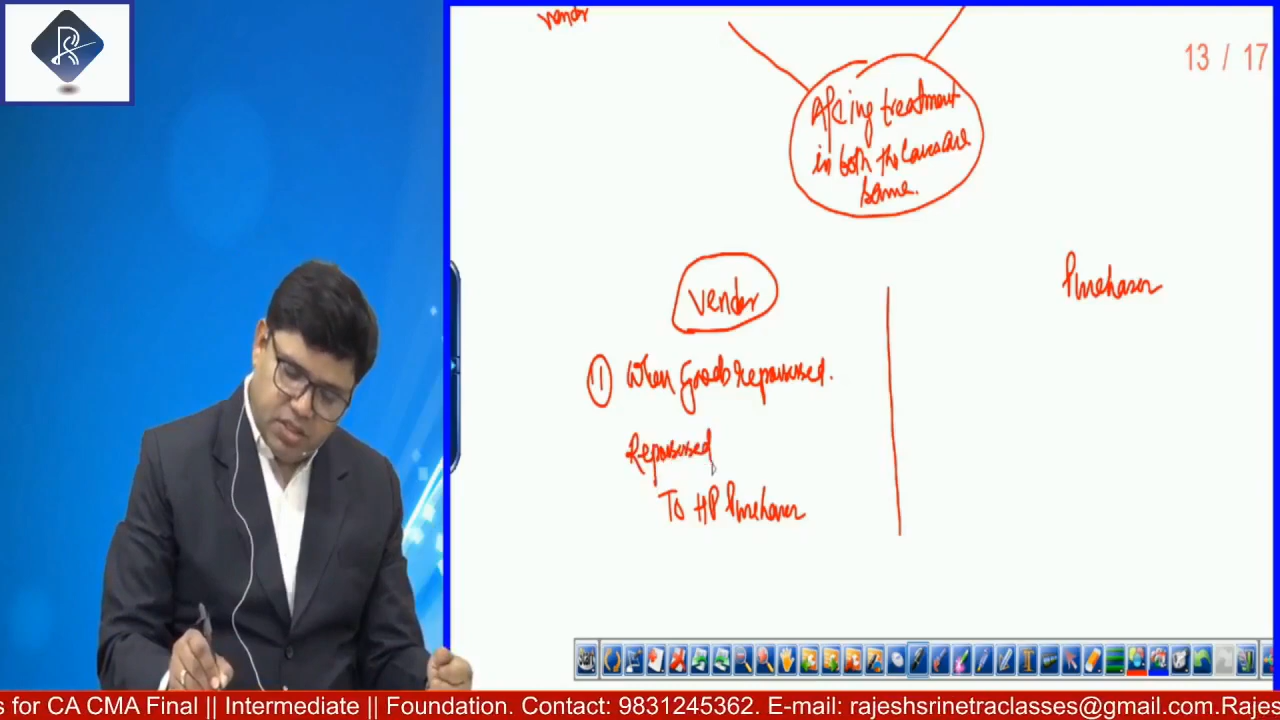 vendor
13 / 17
A/cing treatment
in both the cases are
same.
Vendor
Purchaser
① When Goods repossessed.
Repossessed
To HP Purchaser
Start
s for CA CMA Final || Intermediate || Foundation. Contact: 9831245362. E-mail: rajeshsrinetraclasses@gmail.com.Rajes